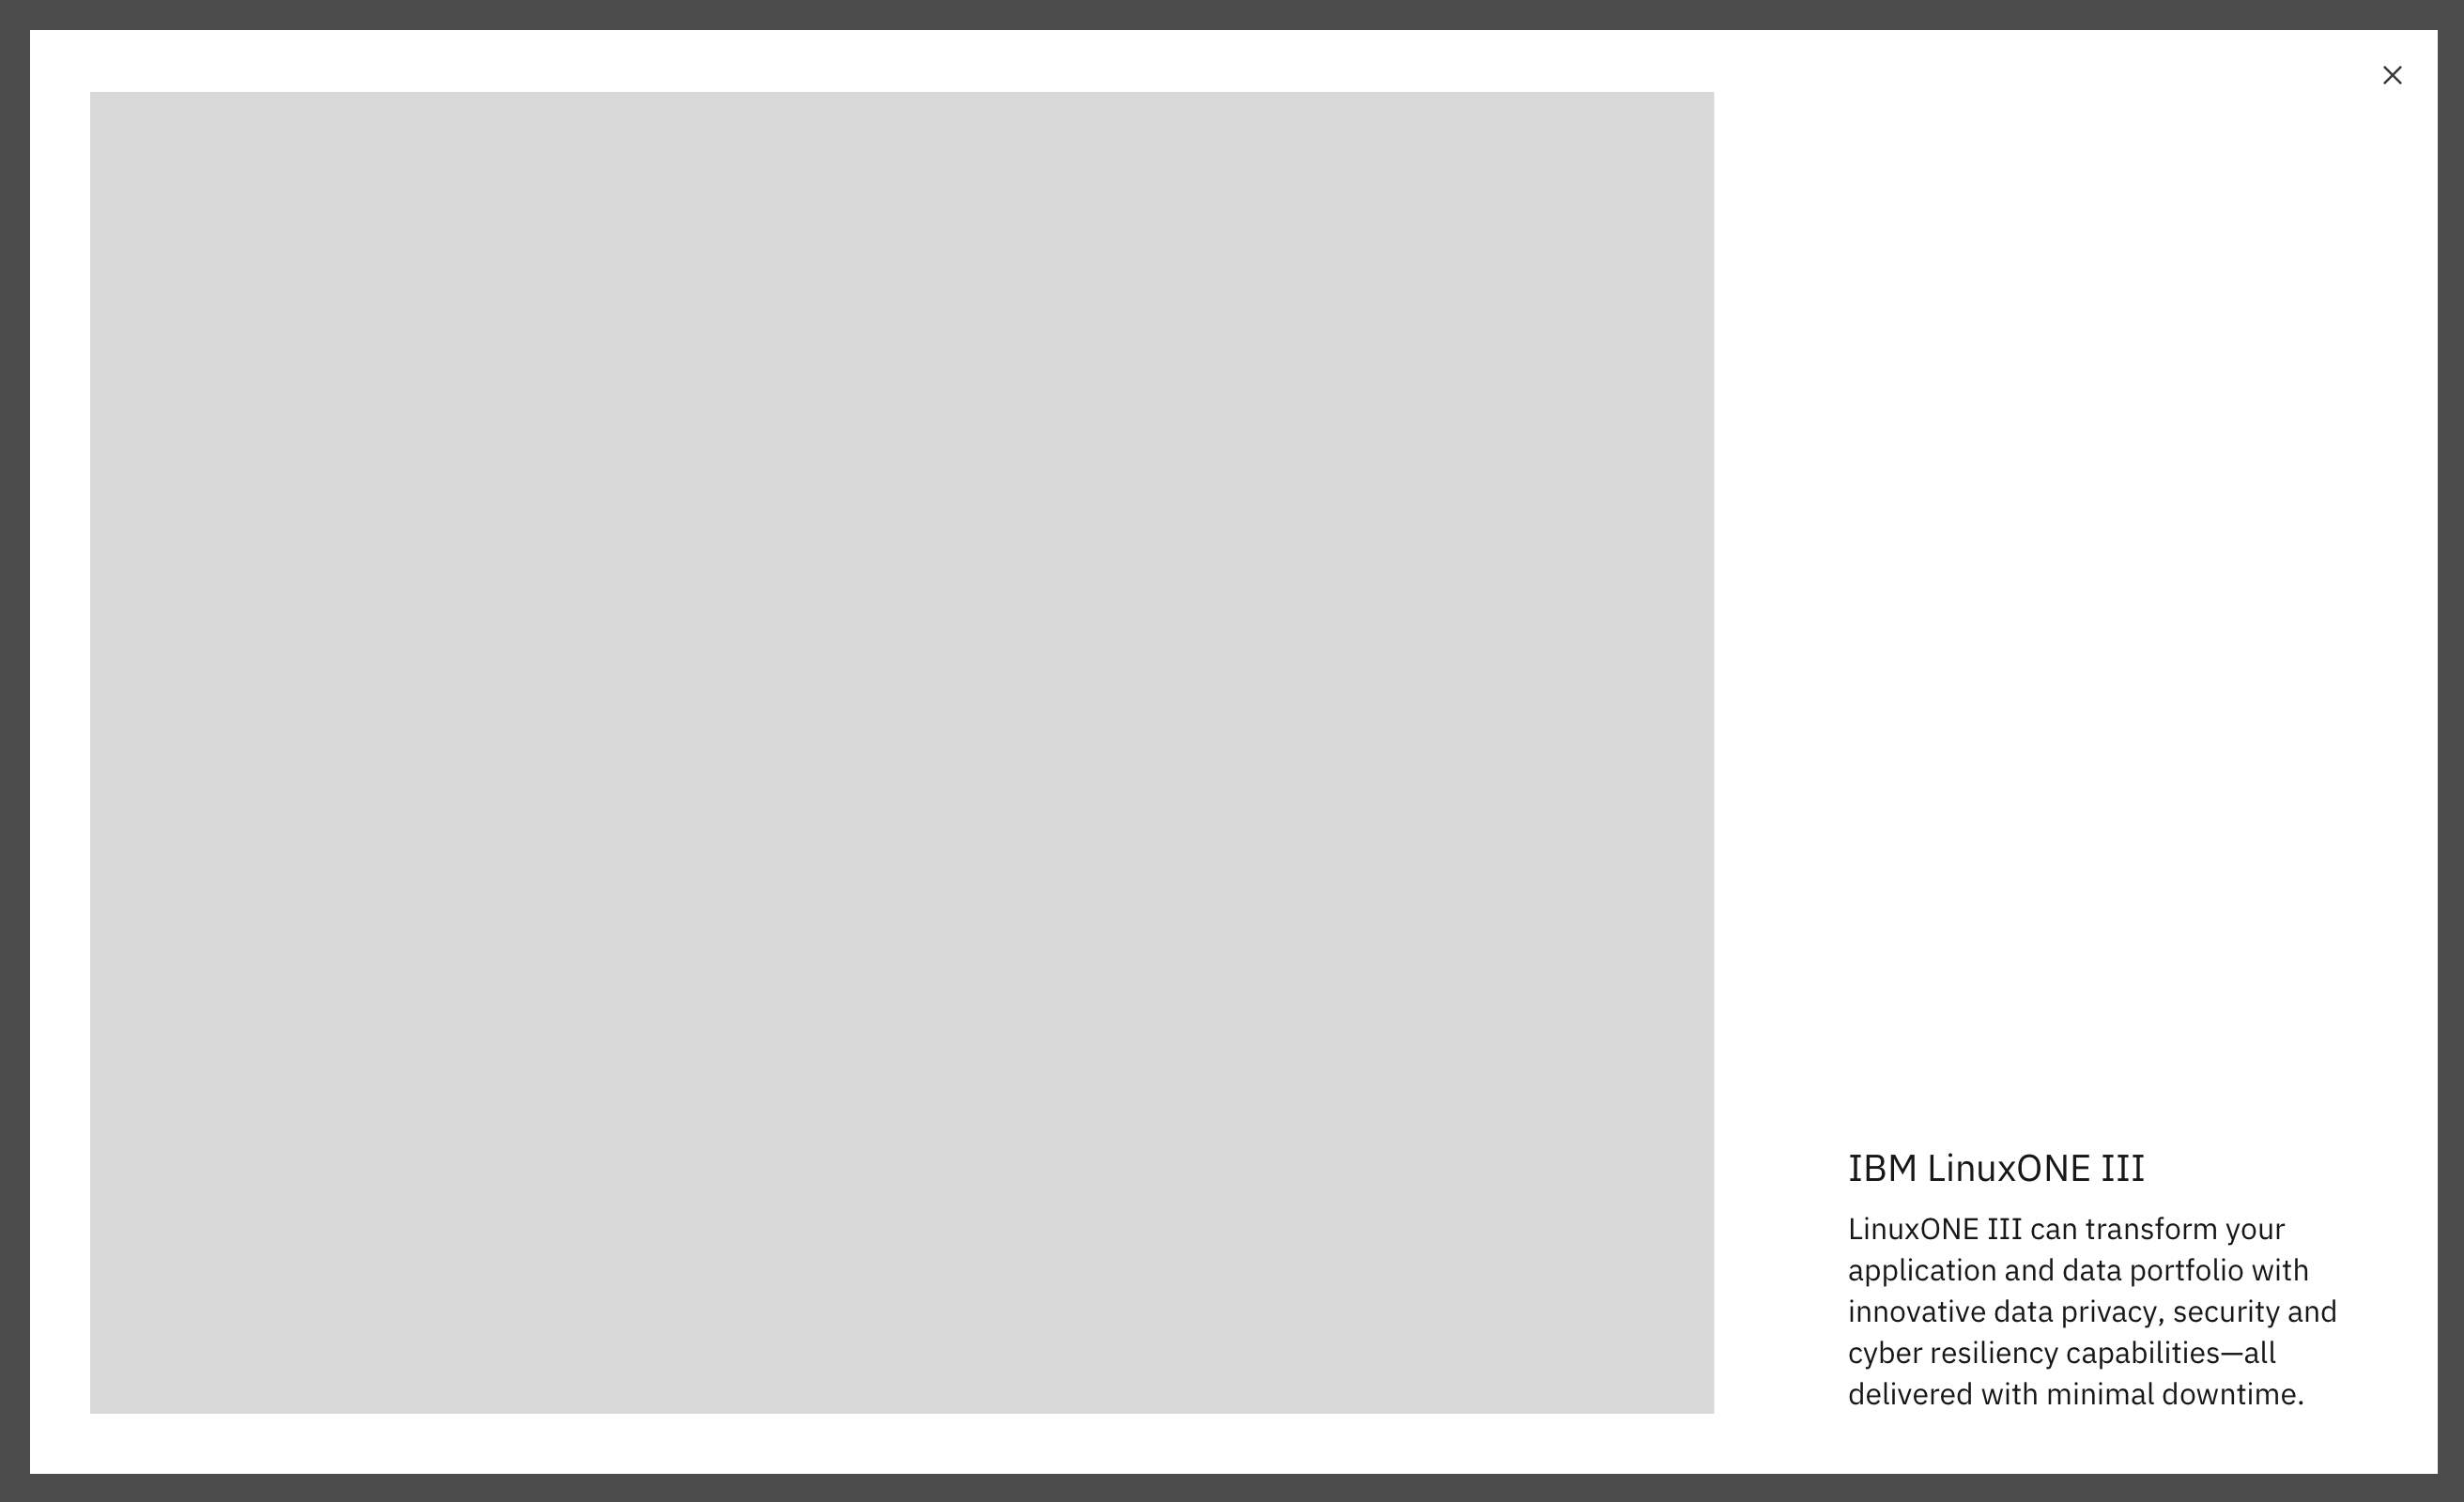 IBM LinuxONE III
LinuxONE III can transform your
application and data portfolio with
innovative data privacy, security and
cyber resiliency capabilities—all
delivered with minimal downtime.